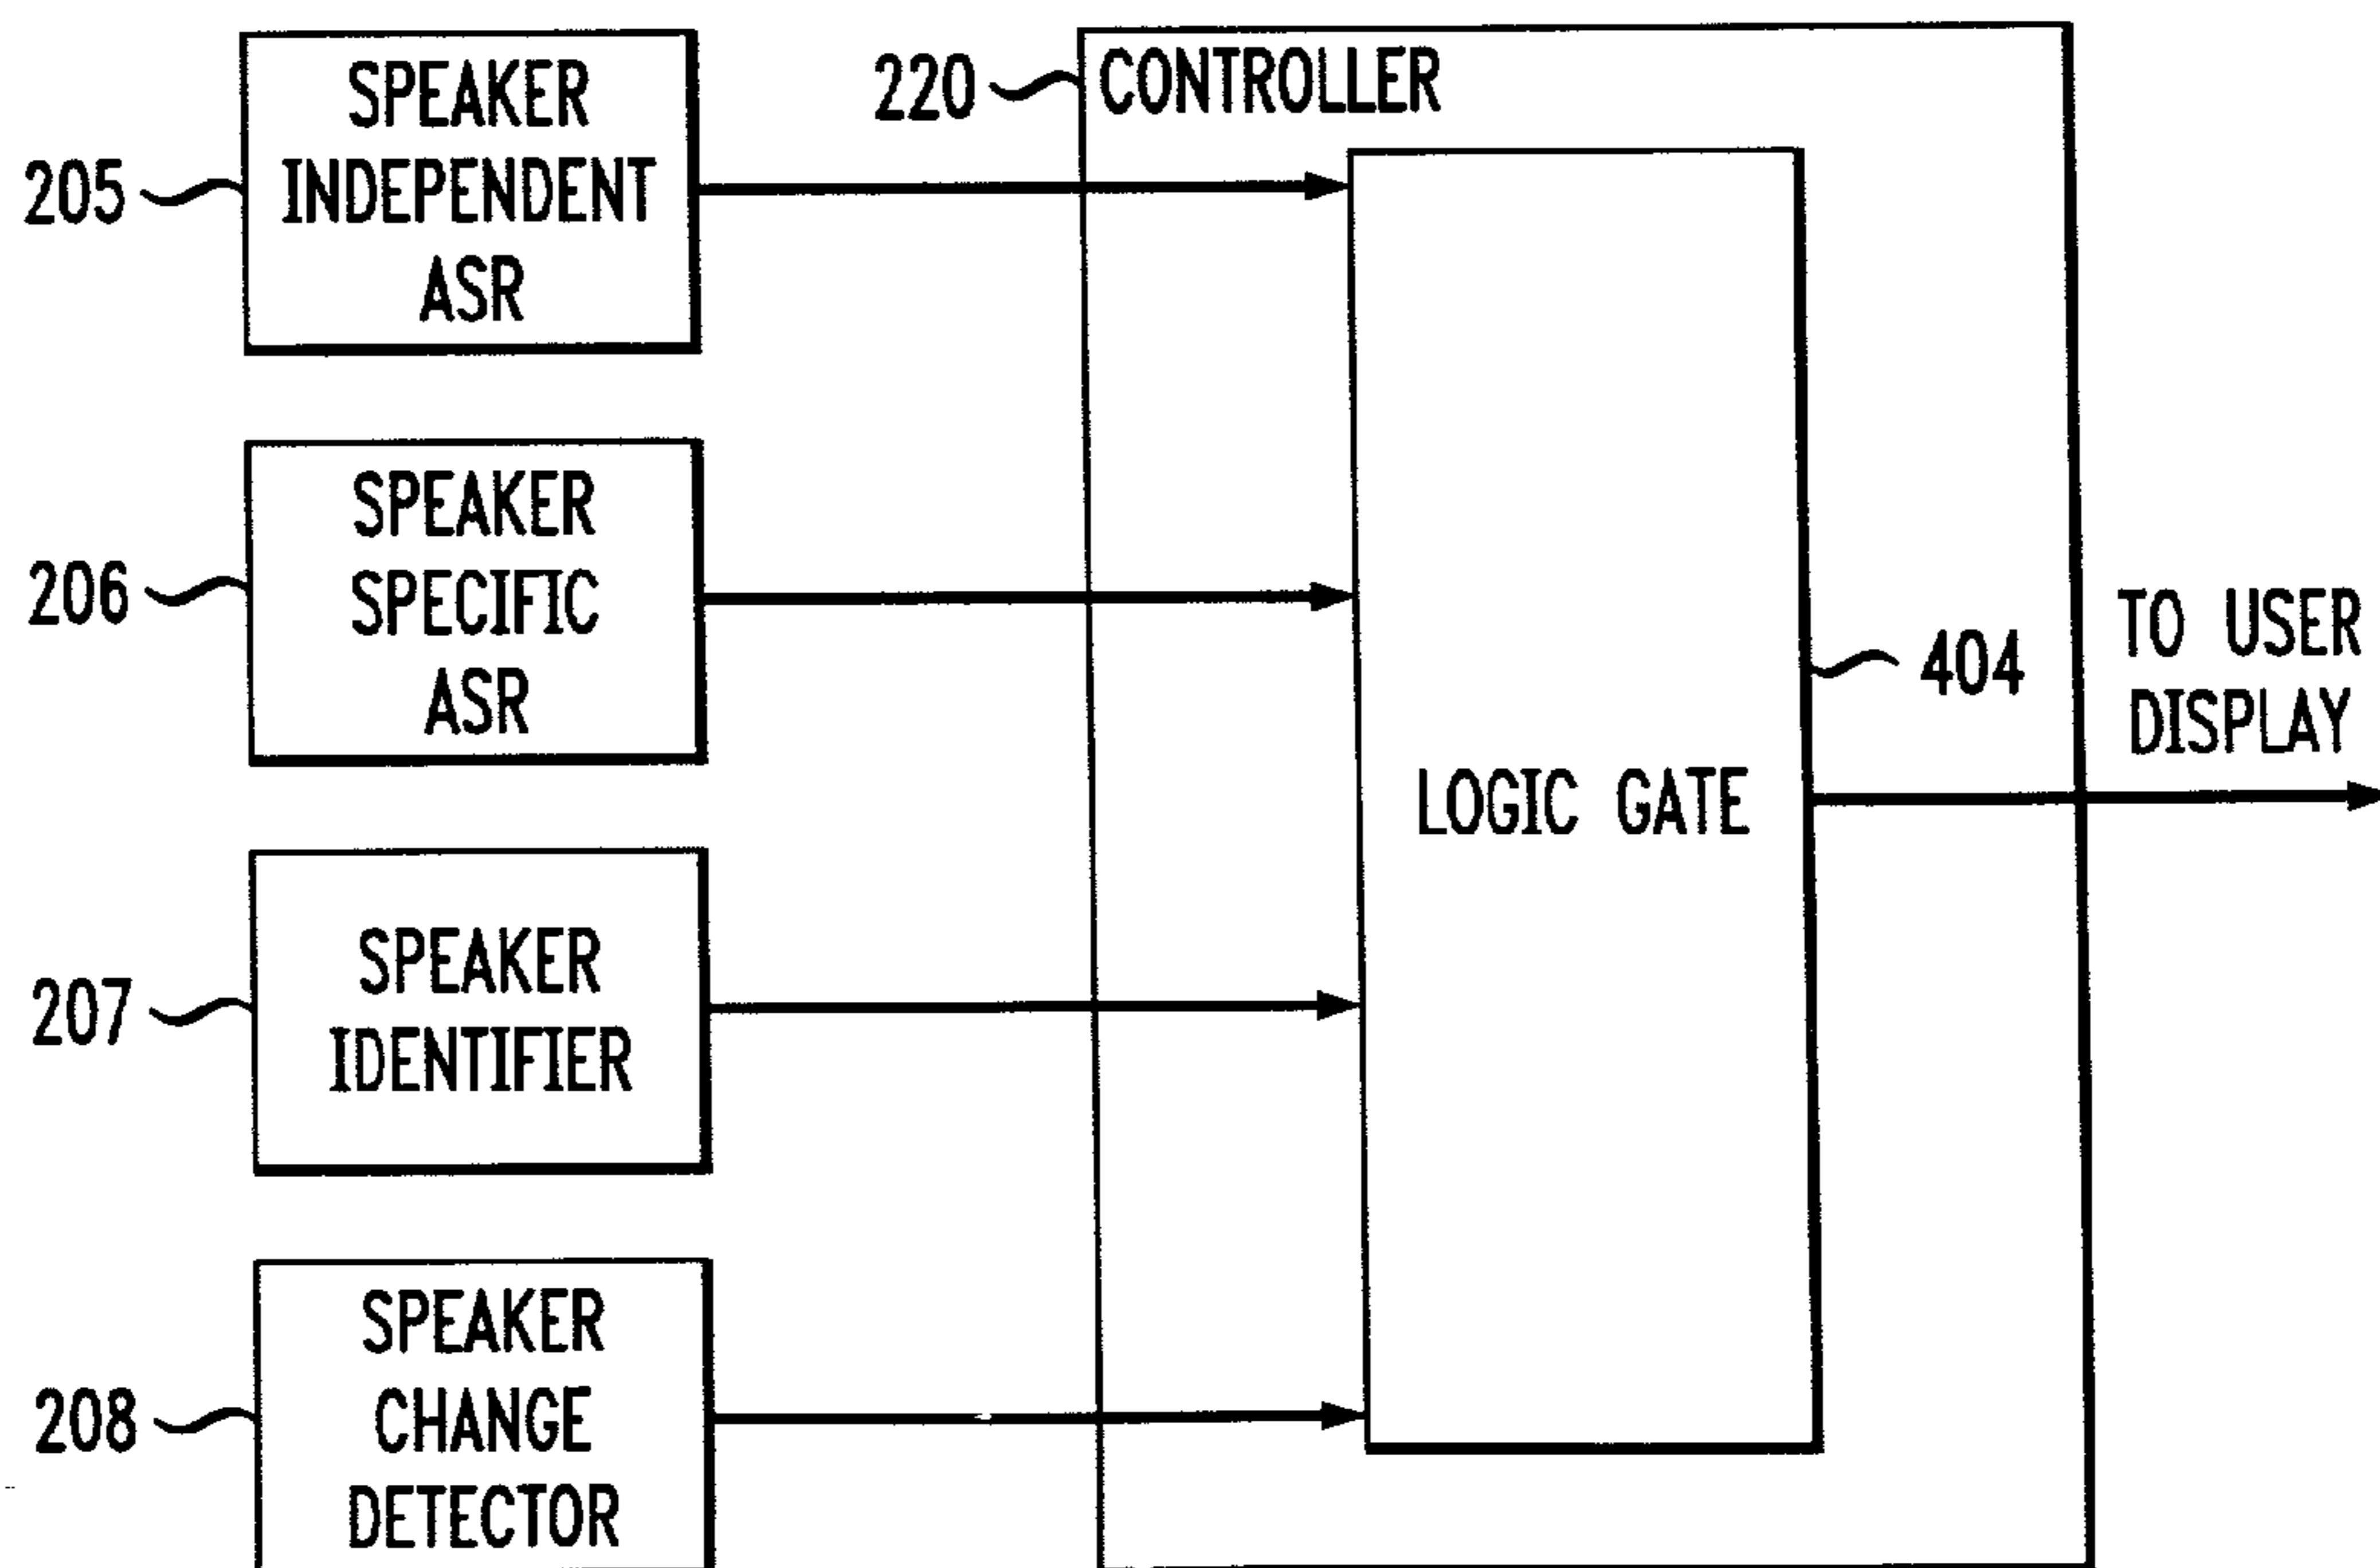 205
SPEAKER
INDEPENDENT
ASR
220
CONTROLLER
206
SPEAKER
SPECIFIC
ASR
207
SPEAKER
IDENTIFIER
208
SPEAKER
CHANGE
DETECTOR
LOGIC GATE
404
TO USER
DISPLAY